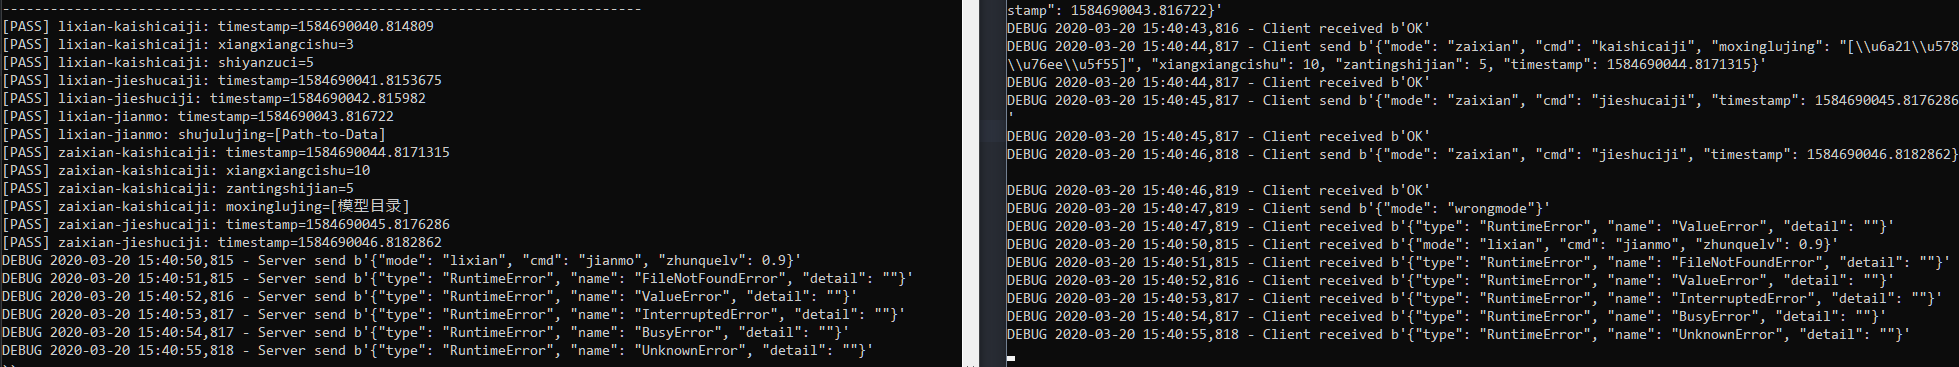 --------------------------------------------------------------------------------
[PASS] lixian-kaishicaiji: timestamp=1584690040.814809
[PASS] lixian-kaishicaiji: xiangxiangcishu=3
[PASS] lixian-kaishicaiji: shiyanzuci=5
[PASS] lixian-jieshucaiji: timestamp=1584690041.8153675
[PASS] lixian-jieshuciji: timestamp=1584690042.815982
[PASS] lixian-jianmo: timestamp=1584690043.816722
[PASS] lixian-jianmo: shujulujing=[Path-to-Data]
[PASS] zaixian-kaishicaiji: timestamp=1584690044.8171315
[PASS] zaixian-kaishicaiji: xiangxiangcishu=10
[PASS] zaixian-kaishicaiji: zantingshijian=5
[PASS] zaixian-kaishicaiji: moxinglujing=[模型目录]
[PASS] zaixian-jieshucaiji: timestamp=1584690045.8176286
[PASS] zaixian-jieshuciji: timestamp=1584690046.8182862
DEBUG 2020-03-20 15:40:50,815 - Server send b'{"mode": "lixian", "cmd": "jianmo", "zhunquelv": 0.9}'
DEBUG 2020-03-20 15:40:51,815 - Server send b'{"type": "RuntimeError", "name": "FileNotFoundError", "detail": ""}'
DEBUG 2020-03-20 15:40:52,816 - Server send b'{"type": "RuntimeError", "name": "ValueError", "detail": ""}'
DEBUG 2020-03-20 15:40:53,817 - Server send b'{"type": "RuntimeError", "name": "InterruptedError", "detail": ""}'
DEBUG 2020-03-20 15:40:54,817 - Server send b'{"type": "RuntimeError", "name": "BusyError", "detail": ""}'
DEBUG 2020-03-20 15:40:55,818 - Server send b'{"type": "RuntimeError", "name": "UnknownError", "detail": ""}'
stamp": 1584690043.816722}'
DEBUG 2020-03-20 15:40:43,816 - Client received b'OK'
DEBUG 2020-03-20 15:40:44,817 - Client send b'{"mode": "zaixian", "cmd": "kaishicaiji", "moxinglujing": "[\\u6a21\\u578
\\u76ee\\u5f55]", "xiangxiangcishu": 10, "zantingshijian": 5, "timestamp": 1584690044.8171315}'
DEBUG 2020-03-20 15:40:44,817 - Client received b'OK'
DEBUG 2020-03-20 15:40:45,817 - Client send b'{"mode": "zaixian", "cmd": "jieshucaiji", "timestamp": 1584690045.8176286
'
DEBUG 2020-03-20 15:40:45,817 - Client received b'OK'
DEBUG 2020-03-20 15:40:46,818 - Client send b'{"mode": "zaixian", "cmd": "jieshuciji", "timestamp": 1584690046.8182862}
DEBUG 2020-03-20 15:40:46,819 - Client received b'OK'
DEBUG 2020-03-20 15:40:47,819 - Client send b'{"mode": "wrongmode"}'
DEBUG 2020-03-20 15:40:47,819 - Client received b'{"type": "RuntimeError", "name": "ValueError", "detail": ""}'
DEBUG 2020-03-20 15:40:50,815 - Client received b'{"mode": "lixian", "cmd": "jianmo", "zhunquelv": 0.9}'
DEBUG 2020-03-20 15:40:51,815 - Client received b'{"type": "RuntimeError", "name": "FileNotFoundError", "detail": ""}'
DEBUG 2020-03-20 15:40:52,816 - Client received b'{"type": "RuntimeError", "name": "ValueError", "detail": ""}'
DEBUG 2020-03-20 15:40:53,817 - Client received b'{"type": "RuntimeError", "name": "InterruptedError", "detail": ""}'
DEBUG 2020-03-20 15:40:54,817 - Client received b'{"type": "RuntimeError", "name": "BusyError", "detail": ""}'
DEBUG 2020-03-20 15:40:55,818 - Client received b'{"type": "RuntimeError", "name": "UnknownError", "detail": ""}'